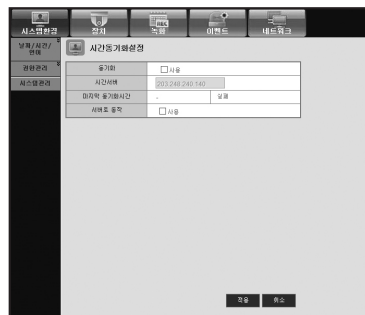 시스템환경
장치
녹화
이벤트
네트워크
REC
날짜/시간/
언어
권한관리
시스템관리
시간동기화설정
동기화 사용
시간서버 203.248.240.140
마지막 동기화시간 - 실패
서버로 동작 사용
적용 취소